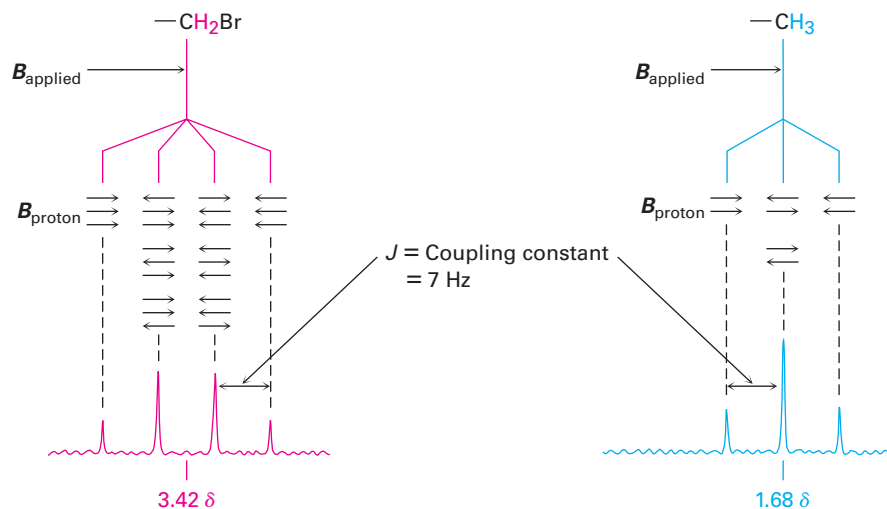 —CH2Br
Bapplied
Bproton
3.42 δ
J = Coupling constant
= 7 Hz
—CH3
Bapplied
Bproton
1.68 δ